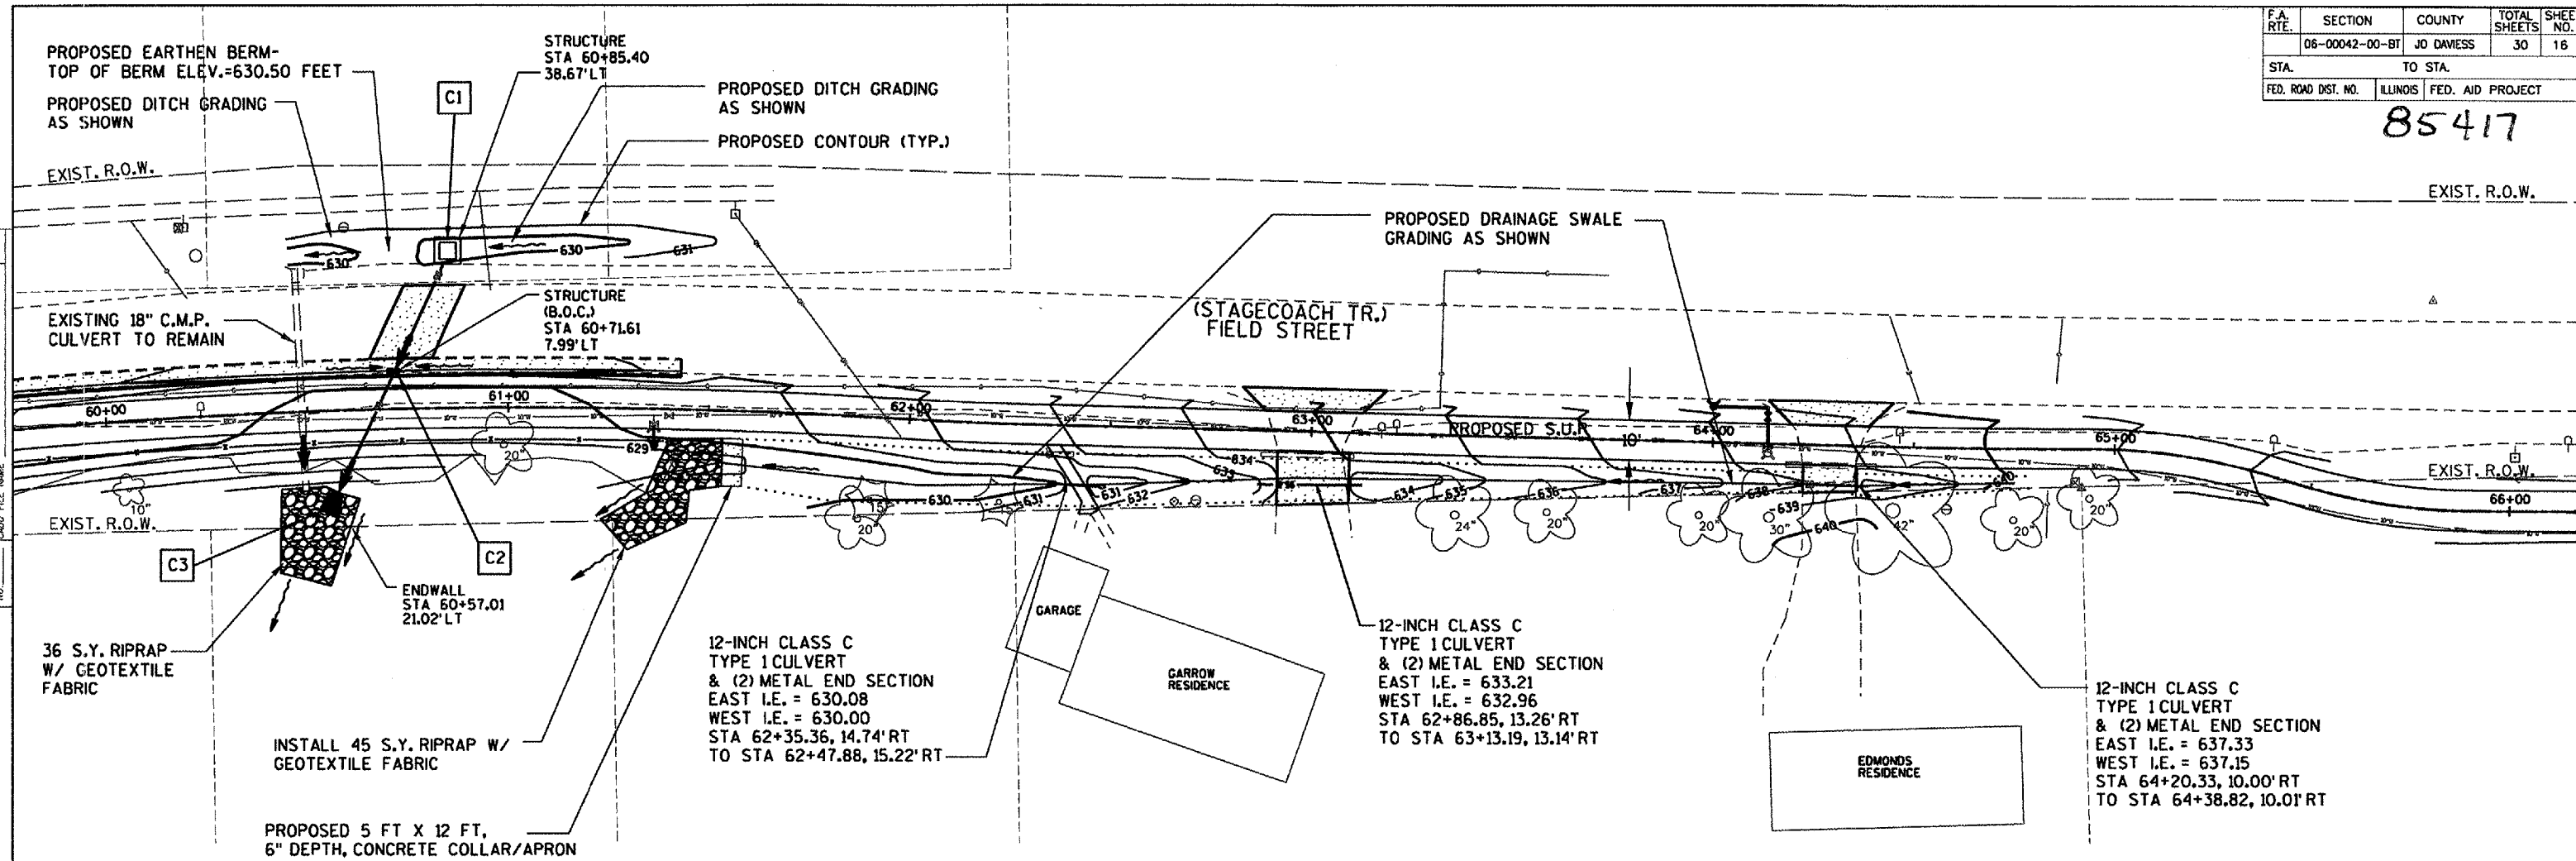 F.A. RTE. SECTION COUNTY TOTAL SHEETS SHEE NO.
06-00042-00-BT JO DAVIESS 30 16
STA. TO STA.
FED. ROAD DIST. NO. ILLINOIS FED. AID PROJECT
85417
PROPOSED EARTHEN BERM-
TOP OF BERM ELEV.=630.50 FEET
PROPOSED DITCH GRADING
AS SHOWN
C1
STRUCTURE
STA 60+85.40
38.67' LT
PROPOSED DITCH GRADING
AS SHOWN
PROPOSED CONTOUR (TYP.)
EXIST. R.O.W.
EXIST. R.O.W.
PROPOSED DRAINAGE SWALE
GRADING AS SHOWN
630
630
631
EXISTING 18" C.M.P.
CULVERT TO REMAIN
STRUCTURE
(B.O.C.)
STA 60+71.61
7.99' LT
(STAGECOACH TR.)
FIELD STREET
60+00
61+00
62+00
63+00
PROPOSED S.U.P.
10'
64+00
65+00
66+00
EXIST. R.O.W.
629
20"
10"
EXIST. R.O.W.
630
631
631
632
633
634
634
635
636
637
638
639
640
640
15"
20"
24"
20"
20"
30"
42"
20"
20"
C3
C2
ENDWALL
STA 60+57.01
21.02' LT
36 S.Y. RIPRAP
W/ GEOTEXTILE
FABRIC
INSTALL 45 S.Y. RIPRAP W/
GEOTEXTILE FABRIC
PROPOSED 5 FT X 12 FT,
6" DEPTH, CONCRETE COLLAR/APRON
12-INCH CLASS C
TYPE 1 CULVERT
& (2) METAL END SECTION
EAST I.E. = 630.08
WEST I.E. = 630.00
STA 62+35.36, 14.74' RT
TO STA 62+47.88, 15.22' RT
GARAGE
GARROW
RESIDENCE
12-INCH CLASS C
TYPE 1 CULVERT
& (2) METAL END SECTION
EAST I.E. = 633.21
WEST I.E. = 632.96
STA 62+86.85, 13.26' RT
TO STA 63+13.19, 13.14' RT
EDMONDS
RESIDENCE
12-INCH CLASS C
TYPE 1 CULVERT
& (2) METAL END SECTION
EAST I.E. = 637.33
WEST I.E. = 637.15
STA 64+20.33, 10.00' RT
TO STA 64+38.82, 10.01' RT